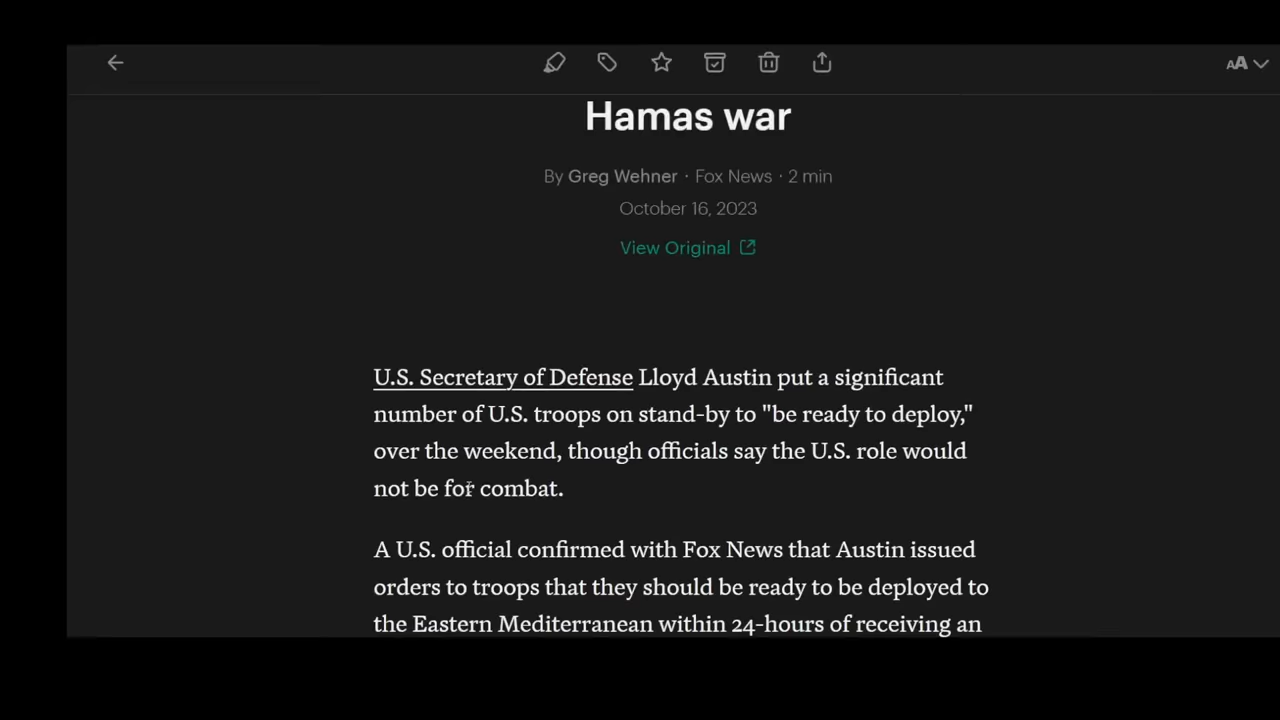 AA
Hamas war
By Greg Wehner · Fox News · 2 min
October 16, 2023
View Original
U.S. Secretary of Defense Lloyd Austin put a significant
number of U.S. troops on stand-by to "be ready to deploy,"
over the weekend, though officials say the U.S. role would
not be for combat.
A U.S. official confirmed with Fox News that Austin issued
orders to troops that they should be ready to be deployed to
the Eastern Mediterranean within 24-hours of receiving an